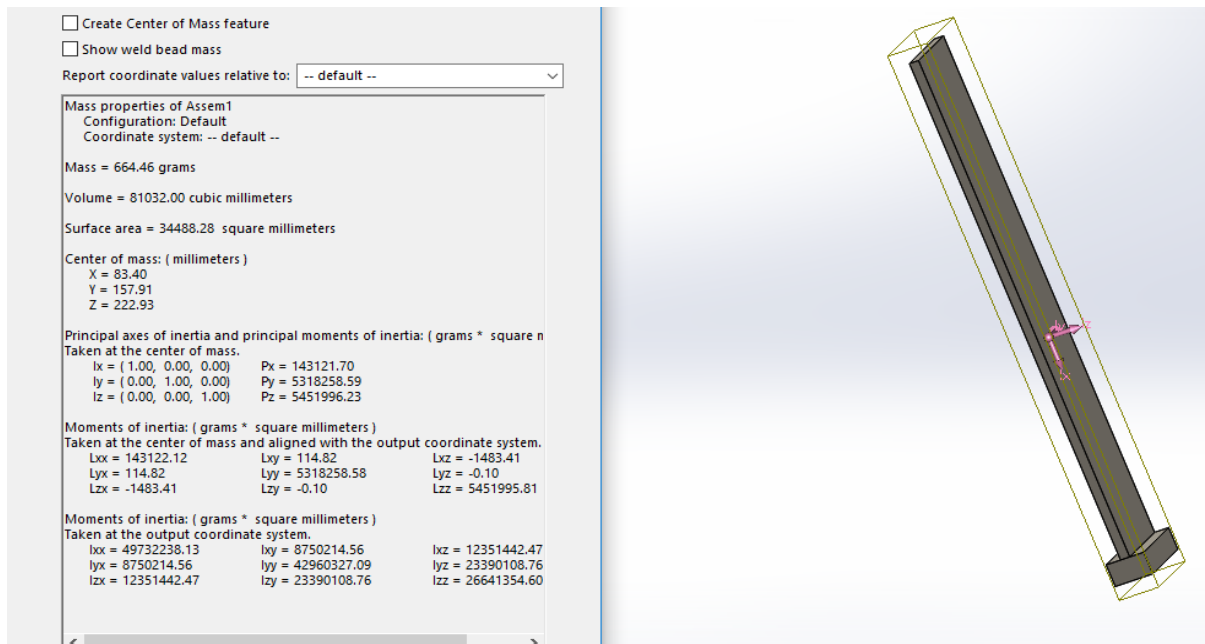 Create Center of Mass feature
Show weld bead mass
Report coordinate values relative to: -- default --
Mass properties of Assem1
Configuration: Default
Coordinate system: -- default --
Mass = 664.46 grams
Volume = 81032.00 cubic millimeters
Surface area = 34488.28 square millimeters
Center of mass: ( millimeters )
X = 83.40
Y = 157.91
Z = 222.93
Principal axes of inertia and principal moments of inertia: ( grams * square n
Taken at the center of mass.
Ix = ( 1.00, 0.00, 0.00) Px = 143121.70
Iy = ( 0.00, 1.00, 0.00) Py = 5318258.59
Iz = ( 0.00, 0.00, 1.00) Pz = 5451996.23
Moments of inertia: ( grams * square millimeters )
Taken at the center of mass and aligned with the output coordinate system.
Lxx = 143122.12 Lxy = 114.82 Lxz = -1483.41
Lyx = 114.82 Lyy = 5318258.58 Lyz = -0.10
Lzx = -1483.41 Lzy = -0.10 Lzz = 5451995.81
Moments of inertia: ( grams * square millimeters )
Taken at the output coordinate system.
Ixx = 49732238.13 Ixy = 8750214.56 Ixz = 12351442.47
Iyx = 8750214.56 Iyy = 42960327.09 Iyz = 23390108.76
Izx = 12351442.47 Izy = 23390108.76 Izz = 26641354.60